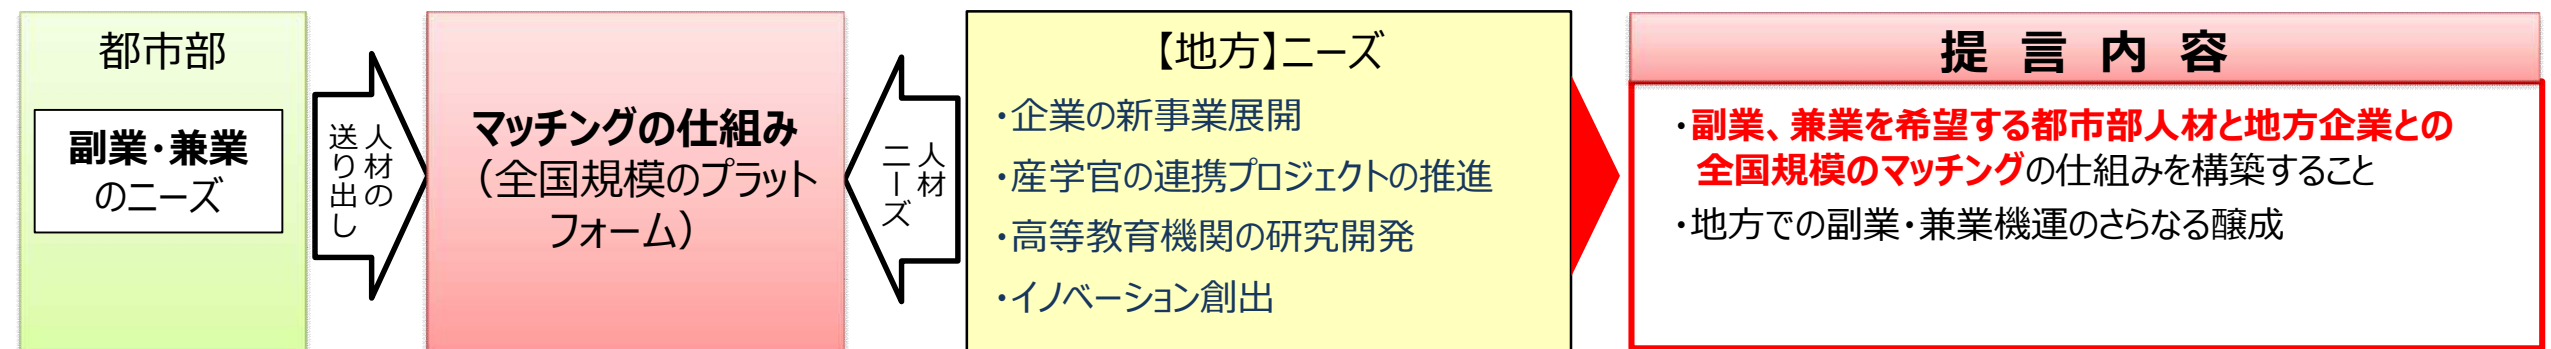 都市部
副業・兼業
のニーズ
人材の
送り出し
マッチングの仕組み
（全国規模のプラット
フォーム）
人材
ニーズ
【地方】ニーズ
・企業の新事業展開
・産学官の連携プロジェクトの推進
・高等教育機関の研究開発
・イノベーション創出
提言内容
・副業、兼業を希望する都市部人材と地方企業との
全国規模のマッチングの仕組みを構築すること
・地方での副業・兼業機運のさらなる醸成